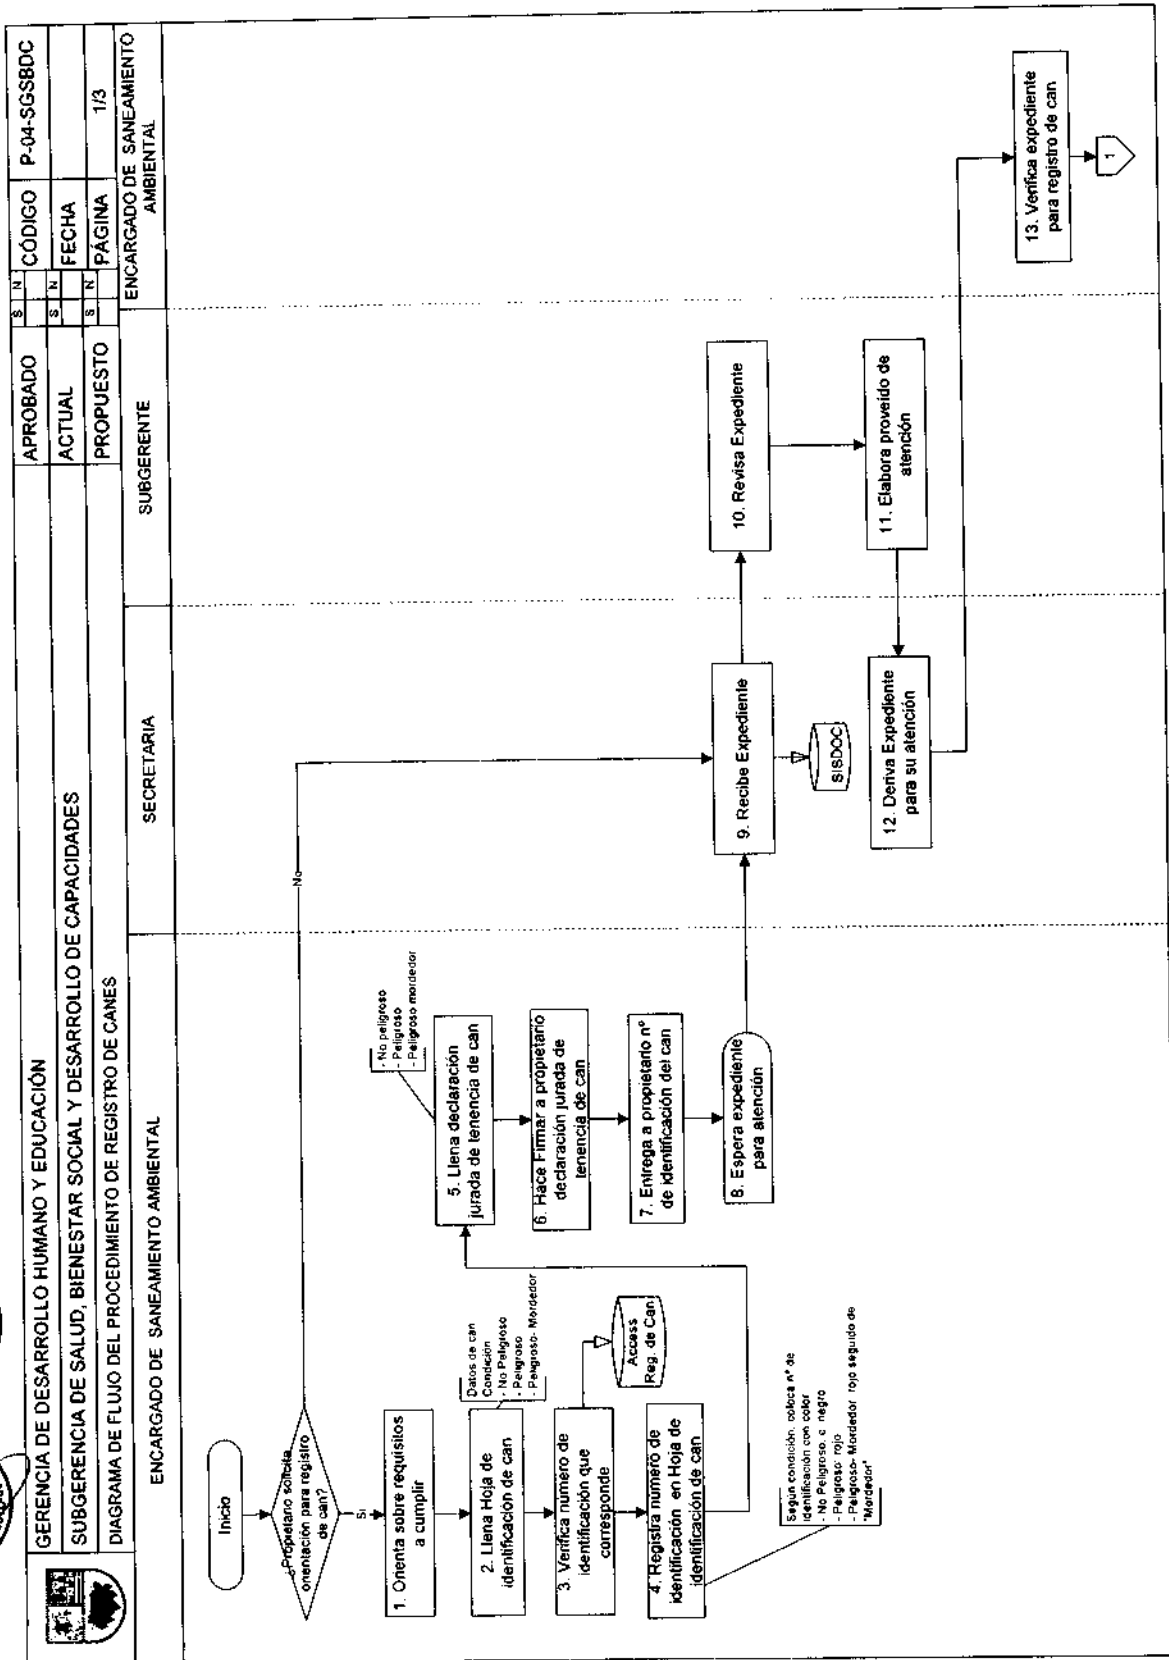 GERENCIA DE DESARROLLO HUMANO Y EDUCACIÓN
APROBADO
S
N
CÓDIGO
P-04-SGSBDC
SUBGERENCIA DE SALUD, BIENESTAR SOCIAL Y DESARROLLO DE CAPACIDADES
ACTUAL
S
N
FECHA
DIAGRAMA DE FLUJO DEL PROCEDIMIENTO DE REGISTRO DE CANES
PROPUESTO
S
N
PÁGINA
1/3
ENCARGADO DE SANEAMIENTO AMBIENTAL
SECRETARIA
SUBGERENTE
ENCARGADO DE SANEAMIENTO
AMBIENTAL
Inicio
¿Propietario solicita
orientación para registro
de can?
No
Si
1. Orienta sobre requisitos
a cumplir
2. Llena Hoja de
identificación de can
Datos de can
Condición
- No Peligroso
- Peligroso
- Peligroso- Mordedor
3. Verifica numero de
identificación que
corresponde
Access
Reg. de Can
4. Registra número de
identificación en Hoja de
identificación de can
Según condición, coloca n° de
identificación con color
- No Peligroso, o negro
- Peligroso: rojo
- Peligroso- Mordedor rojo seguido de
"Mordedor"
5. Llena declaración
jurada de tenencia de can
- No peligroso
- Peligroso
- Peligroso mordedor
6. Hace Firmar a propietario
declaración jurada de
tenencia de can
7. Entrega a propietario n°
de identificación del can
8. Espera expediente
para atención
9. Recibe Expediente
SISDOC
10. Revisa Expediente
11. Elabora proveído de
atención
12. Deriva Expediente
para su atención
13. Verifica expediente
para registro de can
1